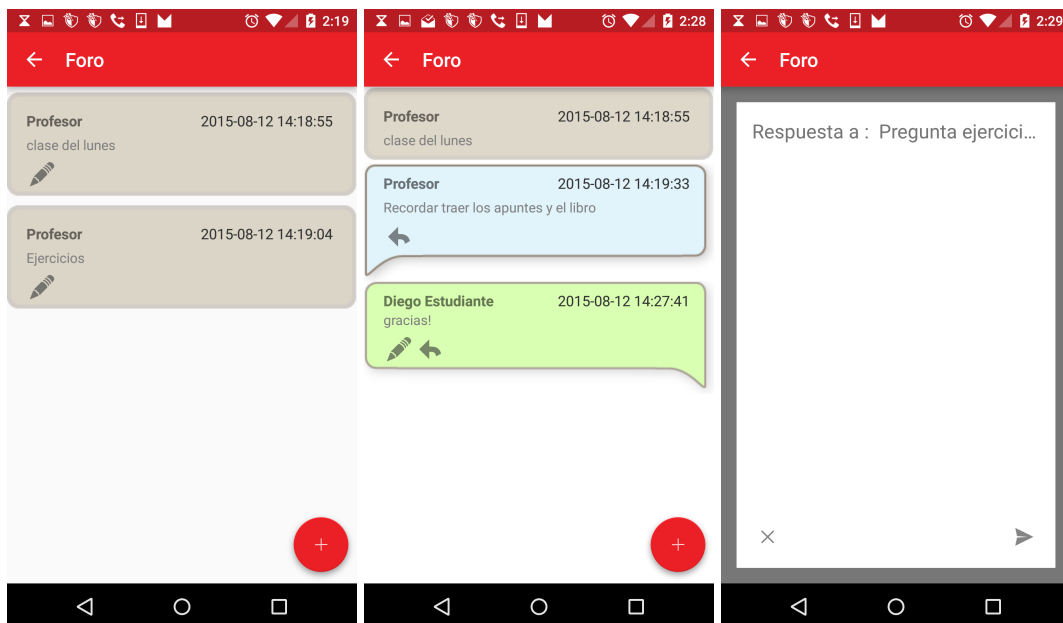 2:19
Foro
Profesor 2015-08-12 14:18:55
clase del lunes
Profesor 2015-08-12 14:19:04
Ejercicios
2:28
Foro
Profesor 2015-08-12 14:18:55
clase del lunes
Profesor 2015-08-12 14:19:33
Recordar traer los apuntes y el libro
Diego Estudiante 2015-08-12 14:27:41
gracias!
2:29
Foro
Respuesta a : Pregunta ejercici...